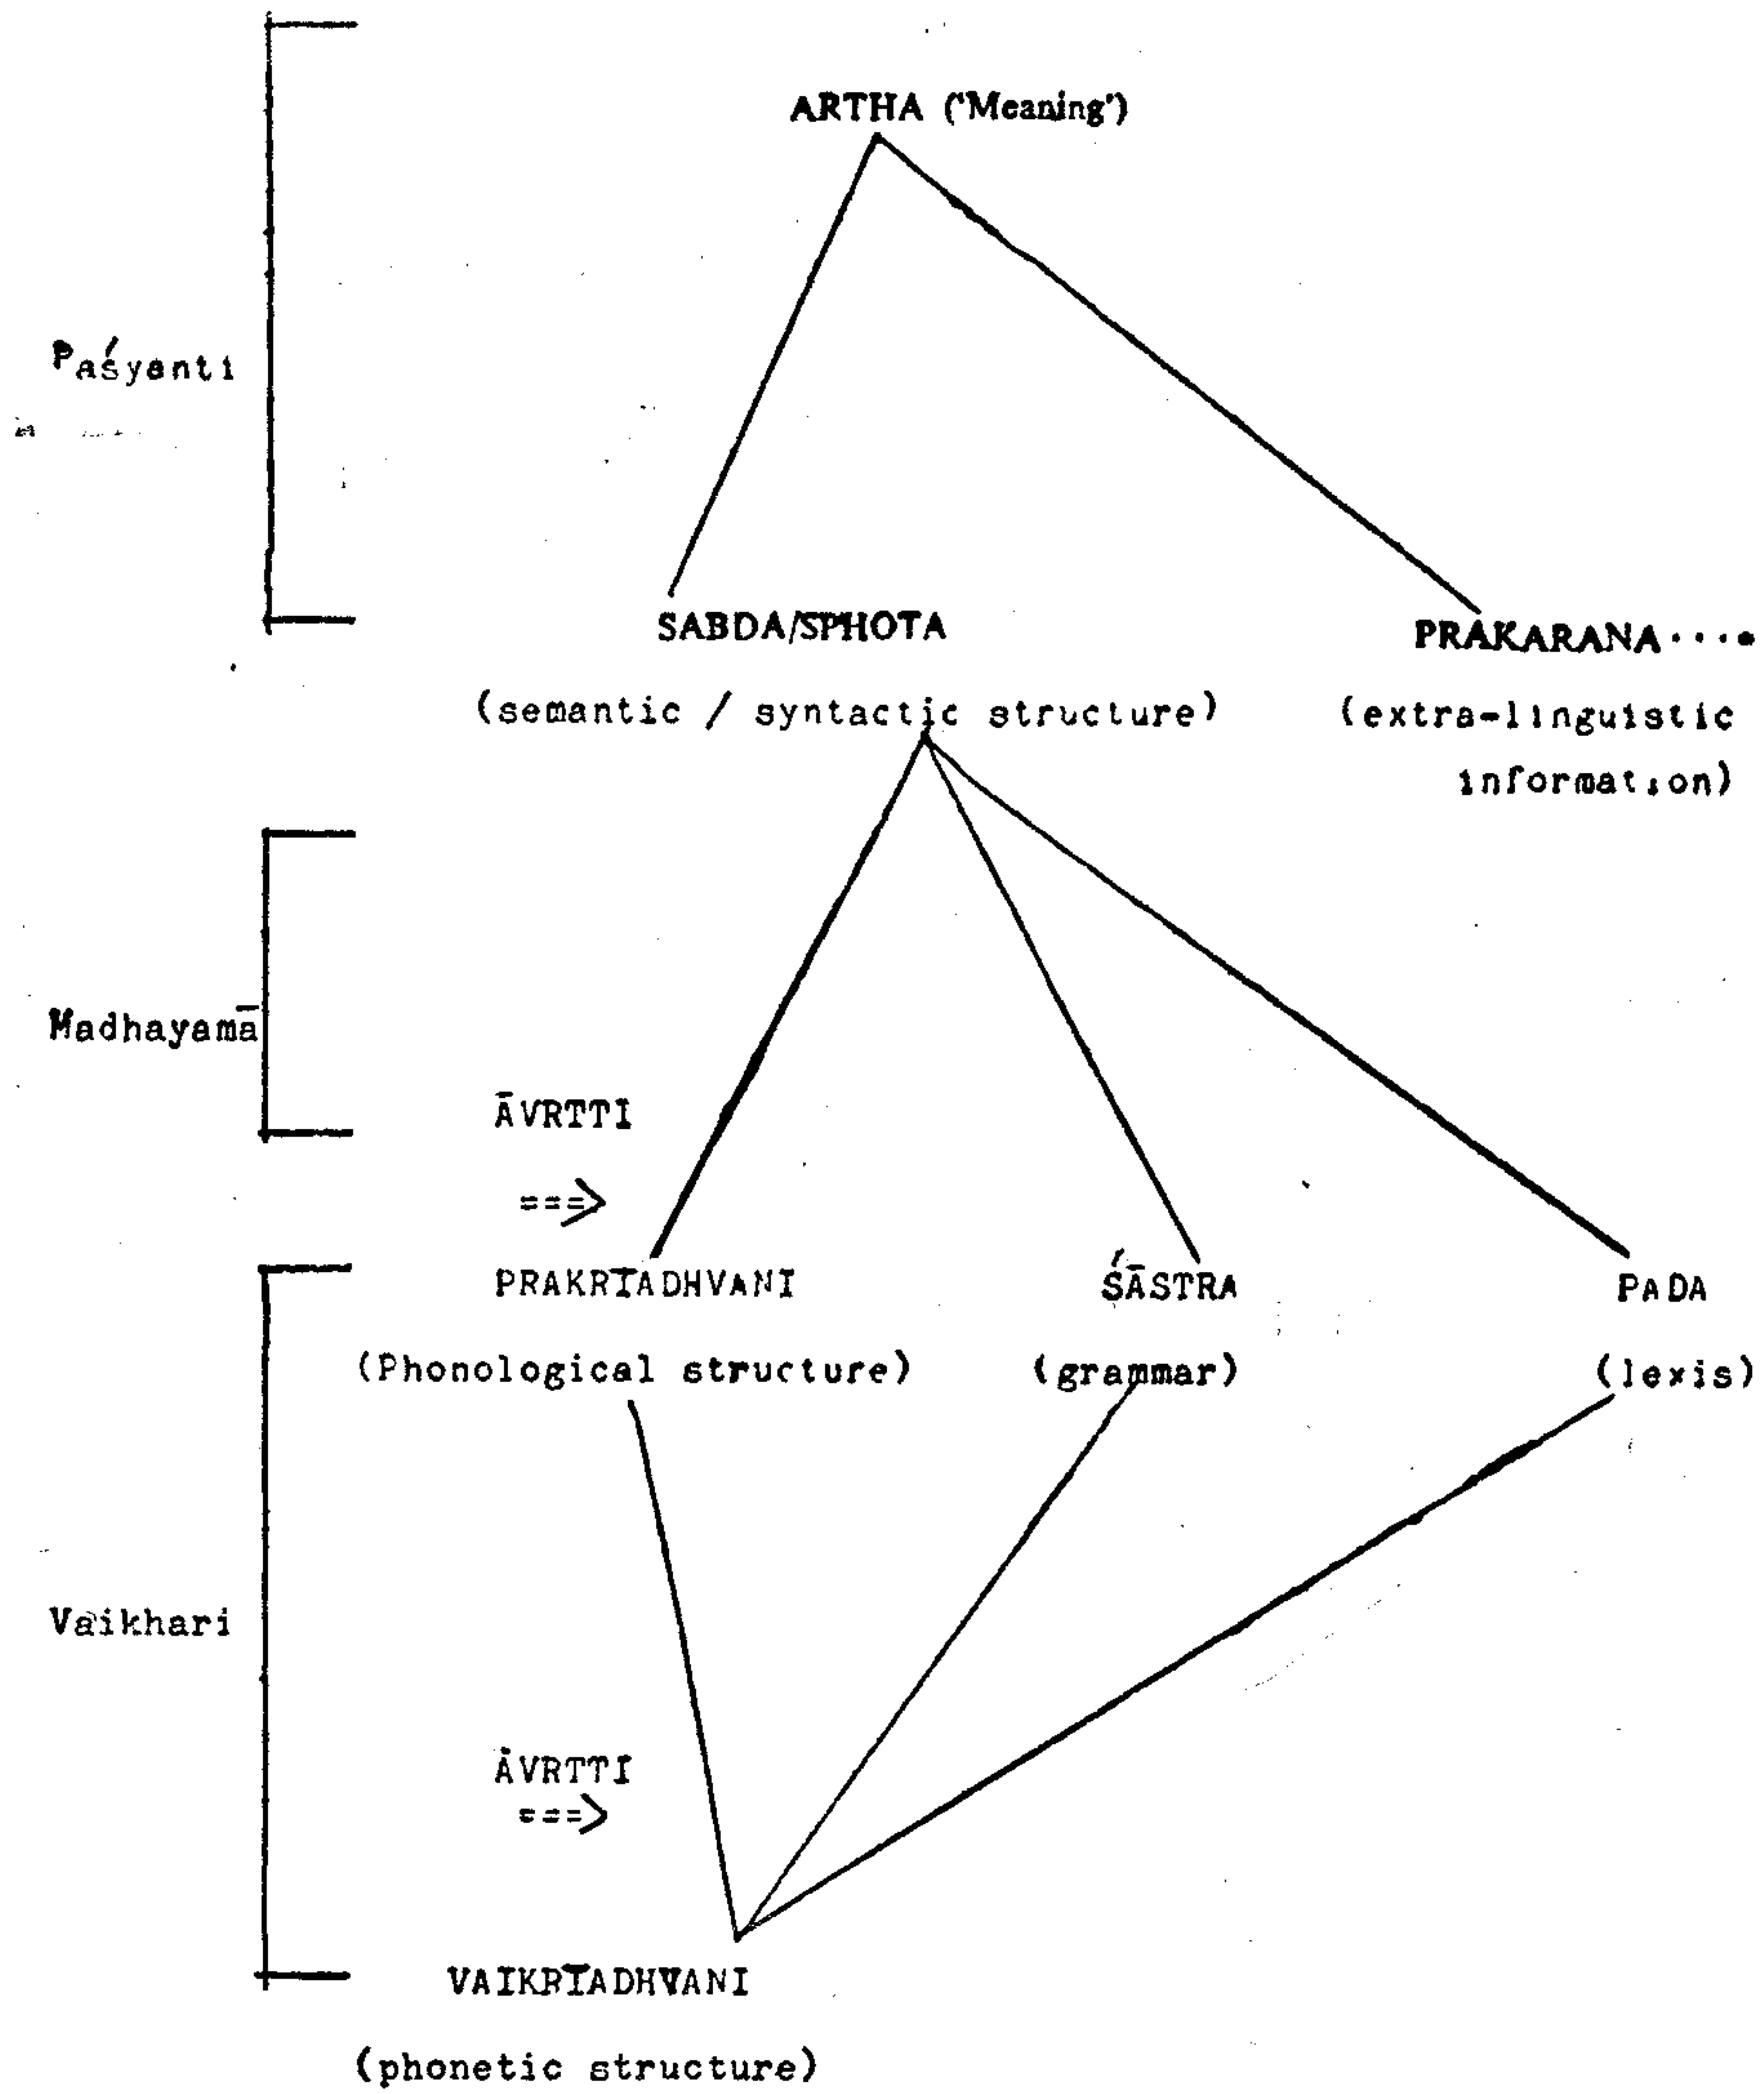 ARTHA ('Meaning')
Paśyanti
SABDA/SPHOTA PRAKARANA....
(semantic / syntactic structure) (extra-linguistic
information)
Madhayamā
ĀVRTTI
===>
PRAKRTADHVANI ŚĀSTRA PADA
(Phonological structure) (grammar) (lexis)
Vaikhari
ĀVRTTI
===>
VAIKRTADHVANI
(phonetic structure)